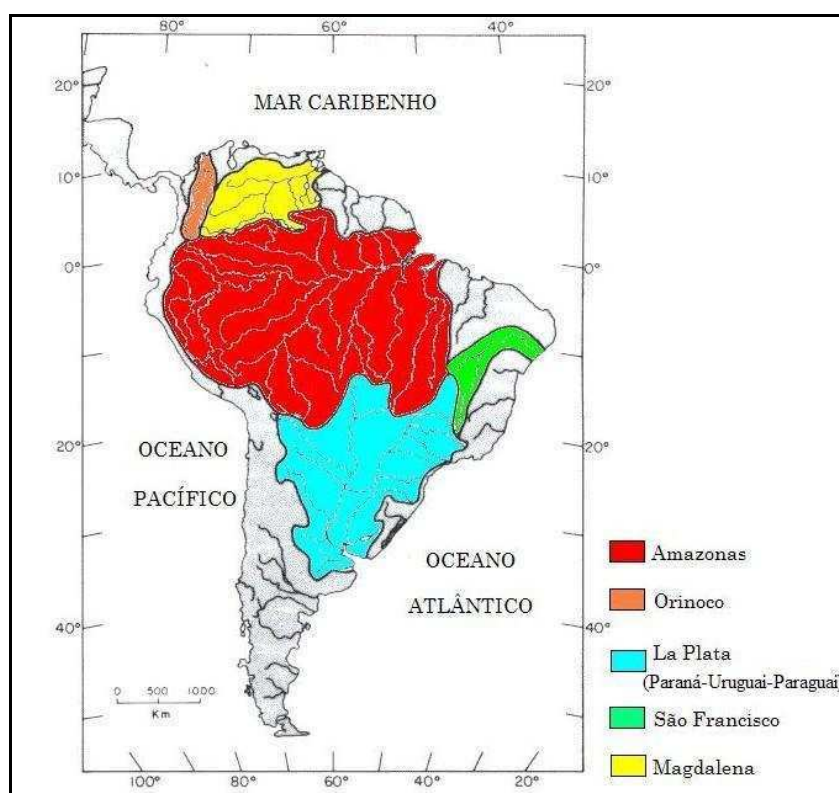 80° 60° 40°
20° 20°
MAR CARIBENHO
10° 10°
0° 0°
OCEANO
PACÍFICO
20° 20°
OCEANO
ATLÂNTICO
40° 40°
0 500 1000
Km
100° 80° 60° 40° 20°
Amazonas
Orinoco
La Plata
(Paraná-Uruguai-Paraguai)
São Francisco
Magdalena